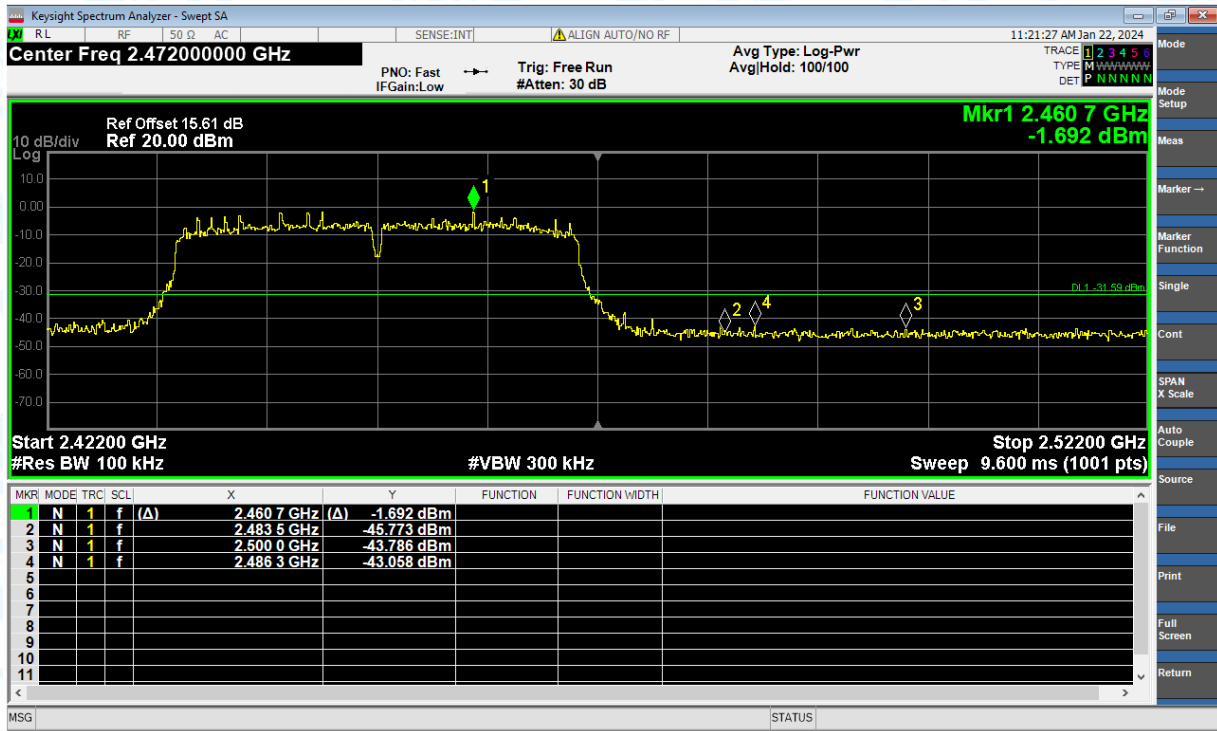 Keysight Spectrum Analyzer - Swept SA
LXI RL RF 50 Ω AC SENSE:INT ALIGN AUTO/NO RF 11:21:27 AM Jan 22, 2024
Center Freq 2.472000000 GHz
PNO: Fast
IFGain:Low
Trig: Free Run
#Atten: 30 dB
Avg Type: Log-Pwr
Avg|Hold: 100/100
TRACE 1 2 3 4 5 6
TYPE M WWWWW
DET P N N N N N
Mkr1 2.460 7 GHz
-1.692 dBm
Ref Offset 15.61 dB
10 dB/div Ref 20.00 dBm
Log
10.0
0.00
-10.0
-20.0
-30.0
-40.0
-50.0
-60.0
-70.0
1
2
4
3
DL1 -31.59 dBm
Start 2.42200 GHz Stop 2.52200 GHz
#Res BW 100 kHz #VBW 300 kHz Sweep 9.600 ms (1001 pts)
MKR MODE TRC SCL X Y FUNCTION FUNCTION WIDTH FUNCTION VALUE
1 N 1 f (Δ) 2.460 7 GHz (Δ) -1.692 dBm
2 N 1 f 2.483 5 GHz -45.773 dBm
3 N 1 f 2.500 0 GHz -43.786 dBm
4 N 1 f 2.486 3 GHz -43.058 dBm
5
6
7
8
9
10
11
MSG STATUS
Mode
Mode
Setup
Meas
Marker →
Marker
Function
Single
Cont
SPAN
X Scale
Auto
Couple
Source
File
Print
Full
Screen
Return